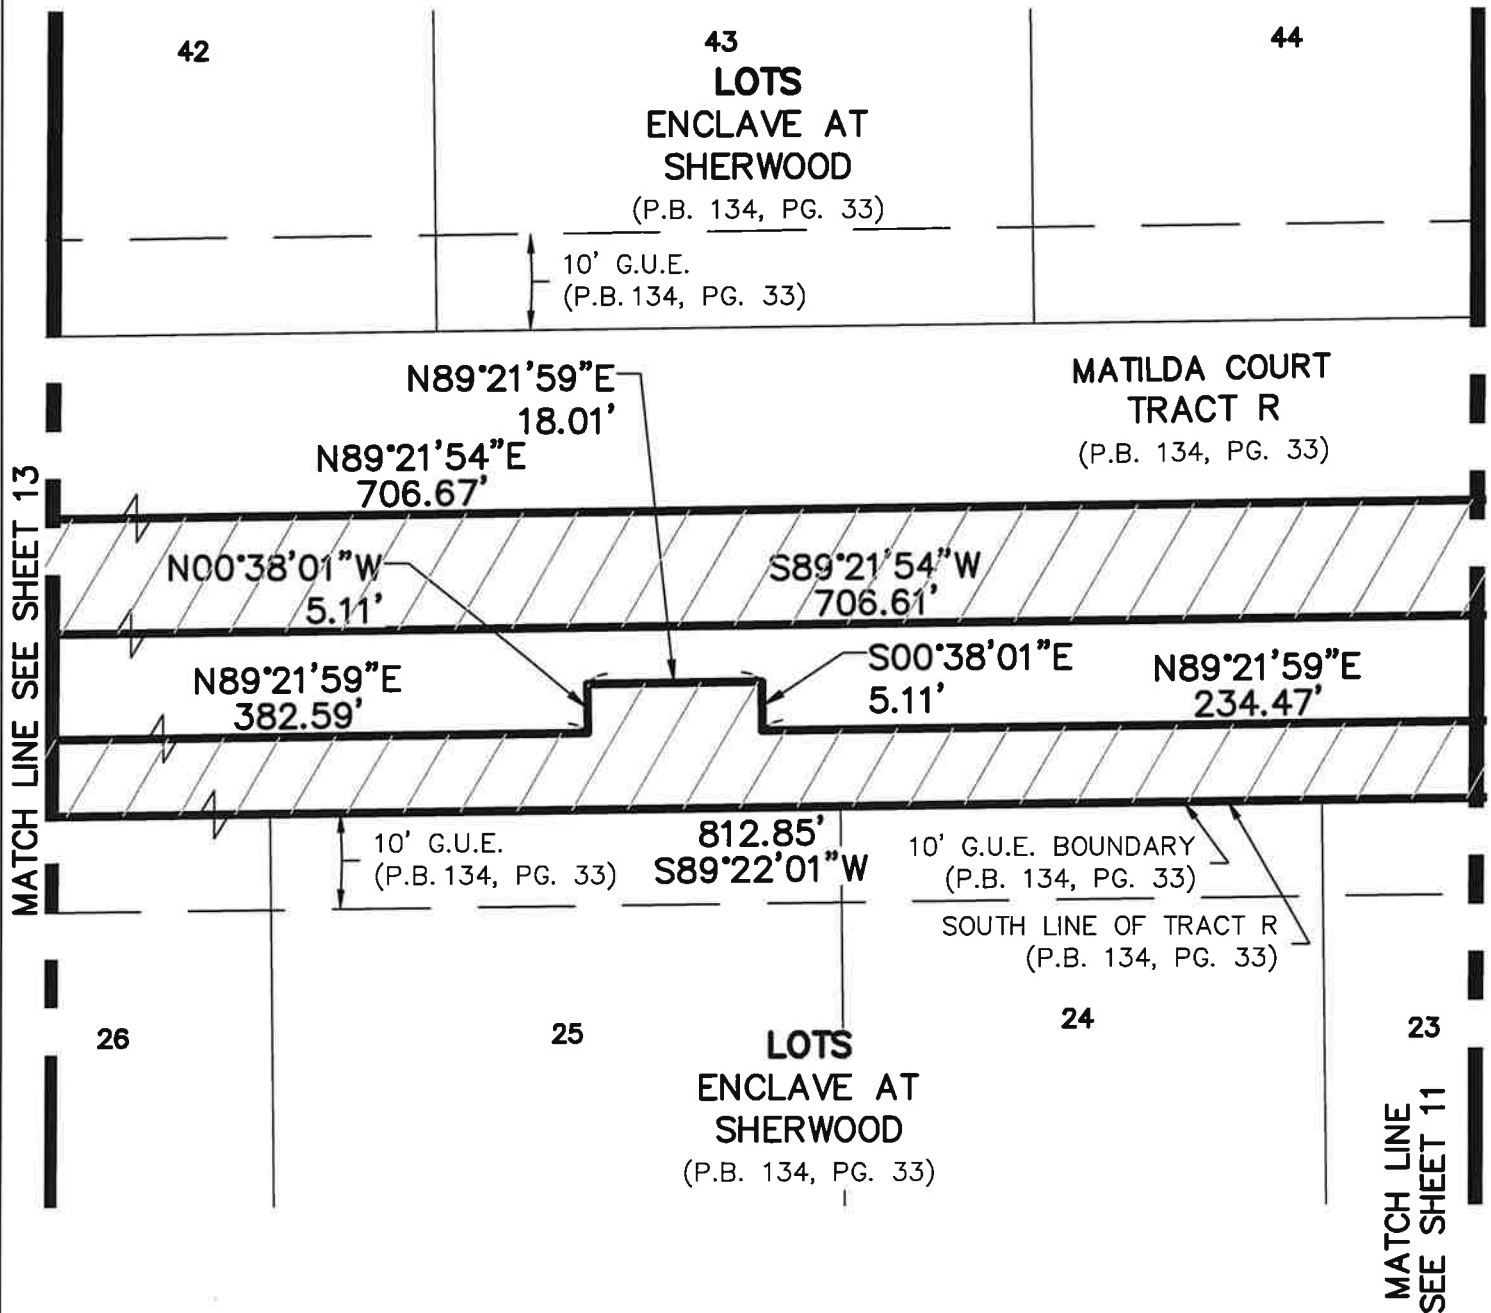 42
43
44
LOTS
ENCLAVE AT
SHERWOOD
(P.B. 134, PG. 33)
10' G.U.E.
(P.B. 134, PG. 33)
MATILDA COURT
TRACT R
(P.B. 134, PG. 33)
N89°21'59"E
18.01'
N89°21'54"E
706.67'
MATCH LINE SEE SHEET 13
N00°38'01"W
5.11'
S89°21'54"W
706.61'
N89°21'59"E
382.59'
S00°38'01"E
5.11'
N89°21'59"E
234.47'
10' G.U.E.
(P.B. 134, PG. 33)
812.85'
S89°22'01"W
10' G.U.E. BOUNDARY
(P.B. 134, PG. 33)
SOUTH LINE OF TRACT R
(P.B. 134, PG. 33)
26
25
24
23
LOTS
ENCLAVE AT
SHERWOOD
(P.B. 134, PG. 33)
MATCH LINE
SEE SHEET 11